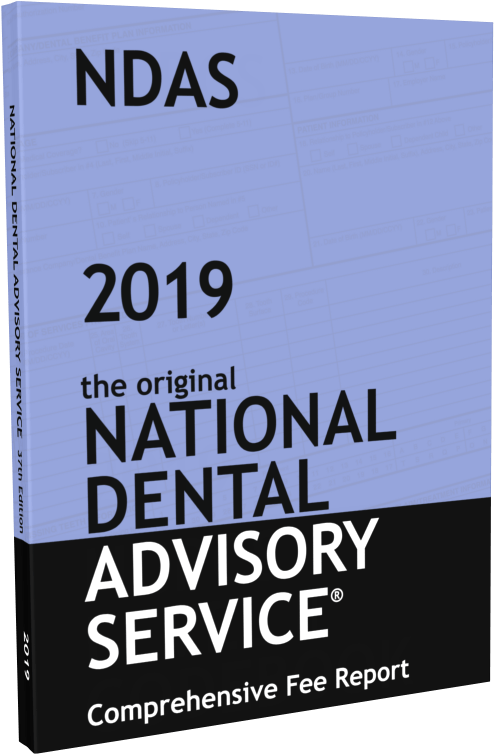 NDAS
2019
the original
NATIONAL
DENTAL
ADVISORY
SERVICE®
Comprehensive Fee Report
NATIONAL DENTAL ADVISORY SERVICE 37th Edition
2019